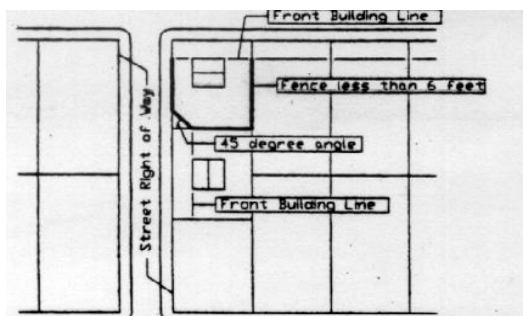 Front Building Line
Fence less than 6 feet
45 degree angle
Street Right of Way
Front Building Line